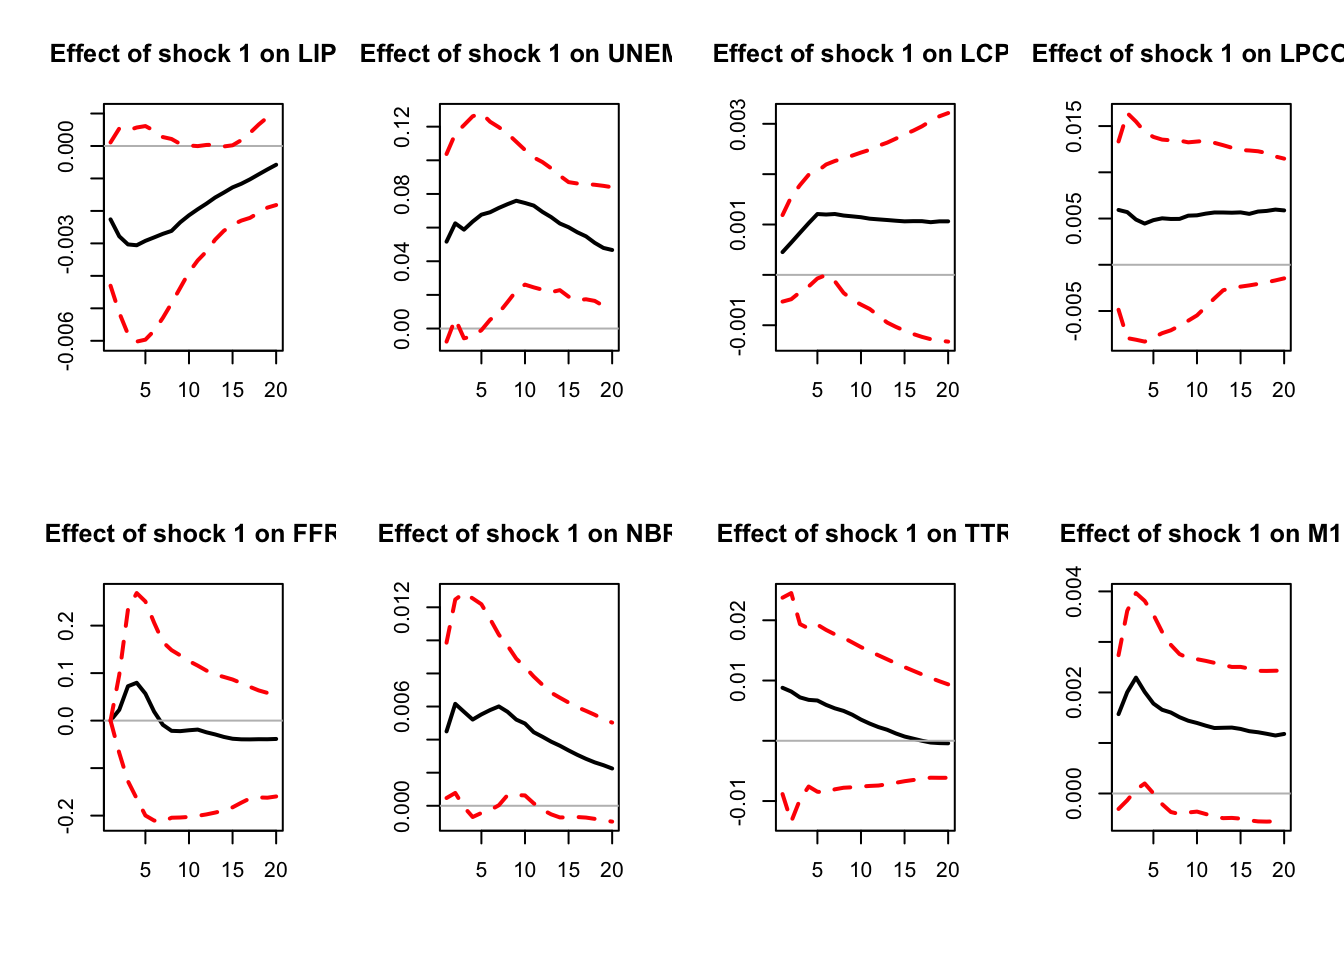 Effect of shock 1 on LIP
Effect of shock 1 on UNEM
Effect of shock 1 on LCP
Effect of shock 1 on LPCO
0.000
-0.003
-0.006
5 10 15 20
0.12
0.08
0.04
0.00
5 10 15 20
0.003
0.001
-0.001
5 10 15 20
0.015
0.005
-0.005
5 10 15 20
Effect of shock 1 on FFR
Effect of shock 1 on NBR
Effect of shock 1 on TTR
Effect of shock 1 on M1
0.2
0.1
0.0
-0.2
5 10 15 20
0.012
0.006
0.000
5 10 15 20
0.02
0.01
-0.01
5 10 15 20
0.004
0.002
0.000
5 10 15 20